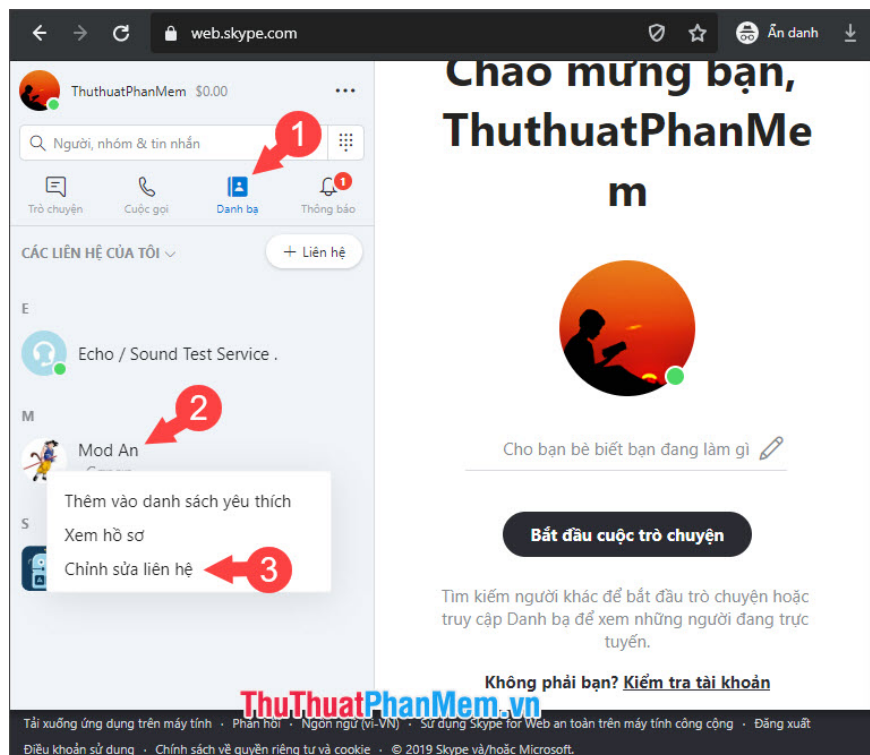 web.skype.com
Ẩn danh
ThuthuatPhanMem $0.00
Người, nhóm & tin nhắn
1
Trò chuyện
Cuộc gọi
Danh bạ
1
Thông báo
CÁC LIÊN HỆ CỦA TÔI
+ Liên hệ
E
Echo / Sound Test Service .
M
2
Mod An
Thêm vào danh sách yêu thích
S
Xem hồ sơ
Chỉnh sửa liên hệ
3
Chào mừng bạn,
ThuthuatPhanMe
m
Cho bạn bè biết bạn đang làm gì
Bắt đầu cuộc trò chuyện
Tìm kiếm người khác để bắt đầu trò chuyện hoặc
truy cập Danh bạ để xem những người đang trực
tuyến.
Không phải bạn? Kiểm tra tài khoản
ThuThuatPhanMem.vn
Tải xuống ứng dụng trên máy tính · Phản hồi · Ngôn ngữ (vi-VN) · Sử dụng Skype for Web an toàn trên máy tính công cộng · Đăng xuất
Điều khoản sử dụng · Chính sách về quyền riêng tư và cookie · © 2019 Skype và/hoặc Microsoft.